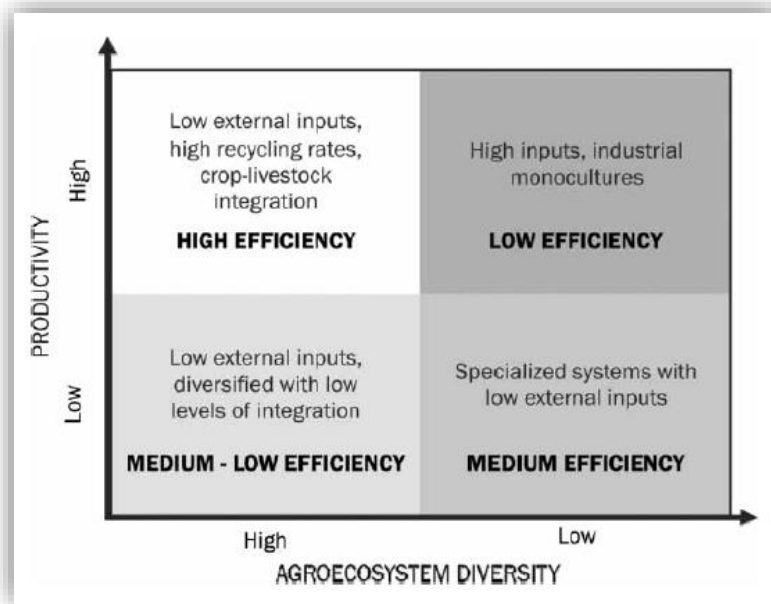 PRODUCTIVITY
High
Low
Low external inputs,
high recycling rates,
crop-livestock
integration
HIGH EFFICIENCY
High inputs, industrial
monocultures
LOW EFFICIENCY
Low external inputs,
diversified with low
levels of integration
MEDIUM - LOW EFFICIENCY
Specialized systems with
low external inputs
MEDIUM EFFICIENCY
High
Low
AGROECOSYSTEM DIVERSITY